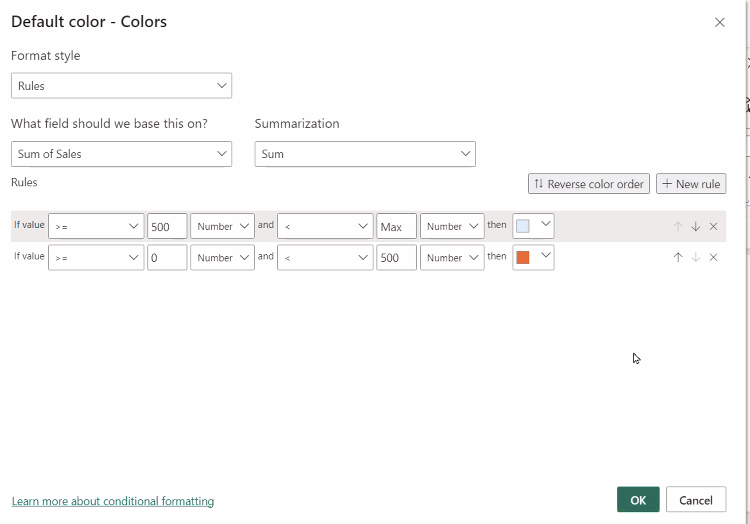 Default color - Colors
Format style
Rules
What field should we base this on? Summarization
Sum of Sales Sum
Rules Reverse color order New rule
If value >= 500 Number and < Max Number then
If value >= 0 Number and < 500 Number then
Learn more about conditional formatting OK Cancel